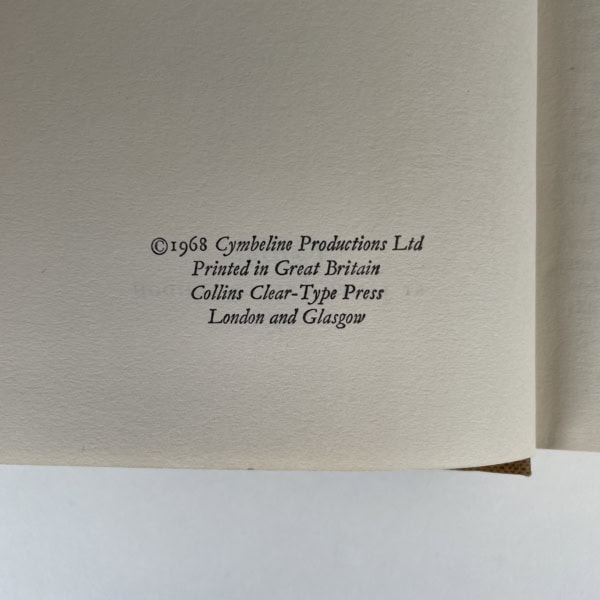 ©1968 Cymbeline Productions Ltd
Printed in Great Britain
Collins Clear-Type Press
London and Glasgow